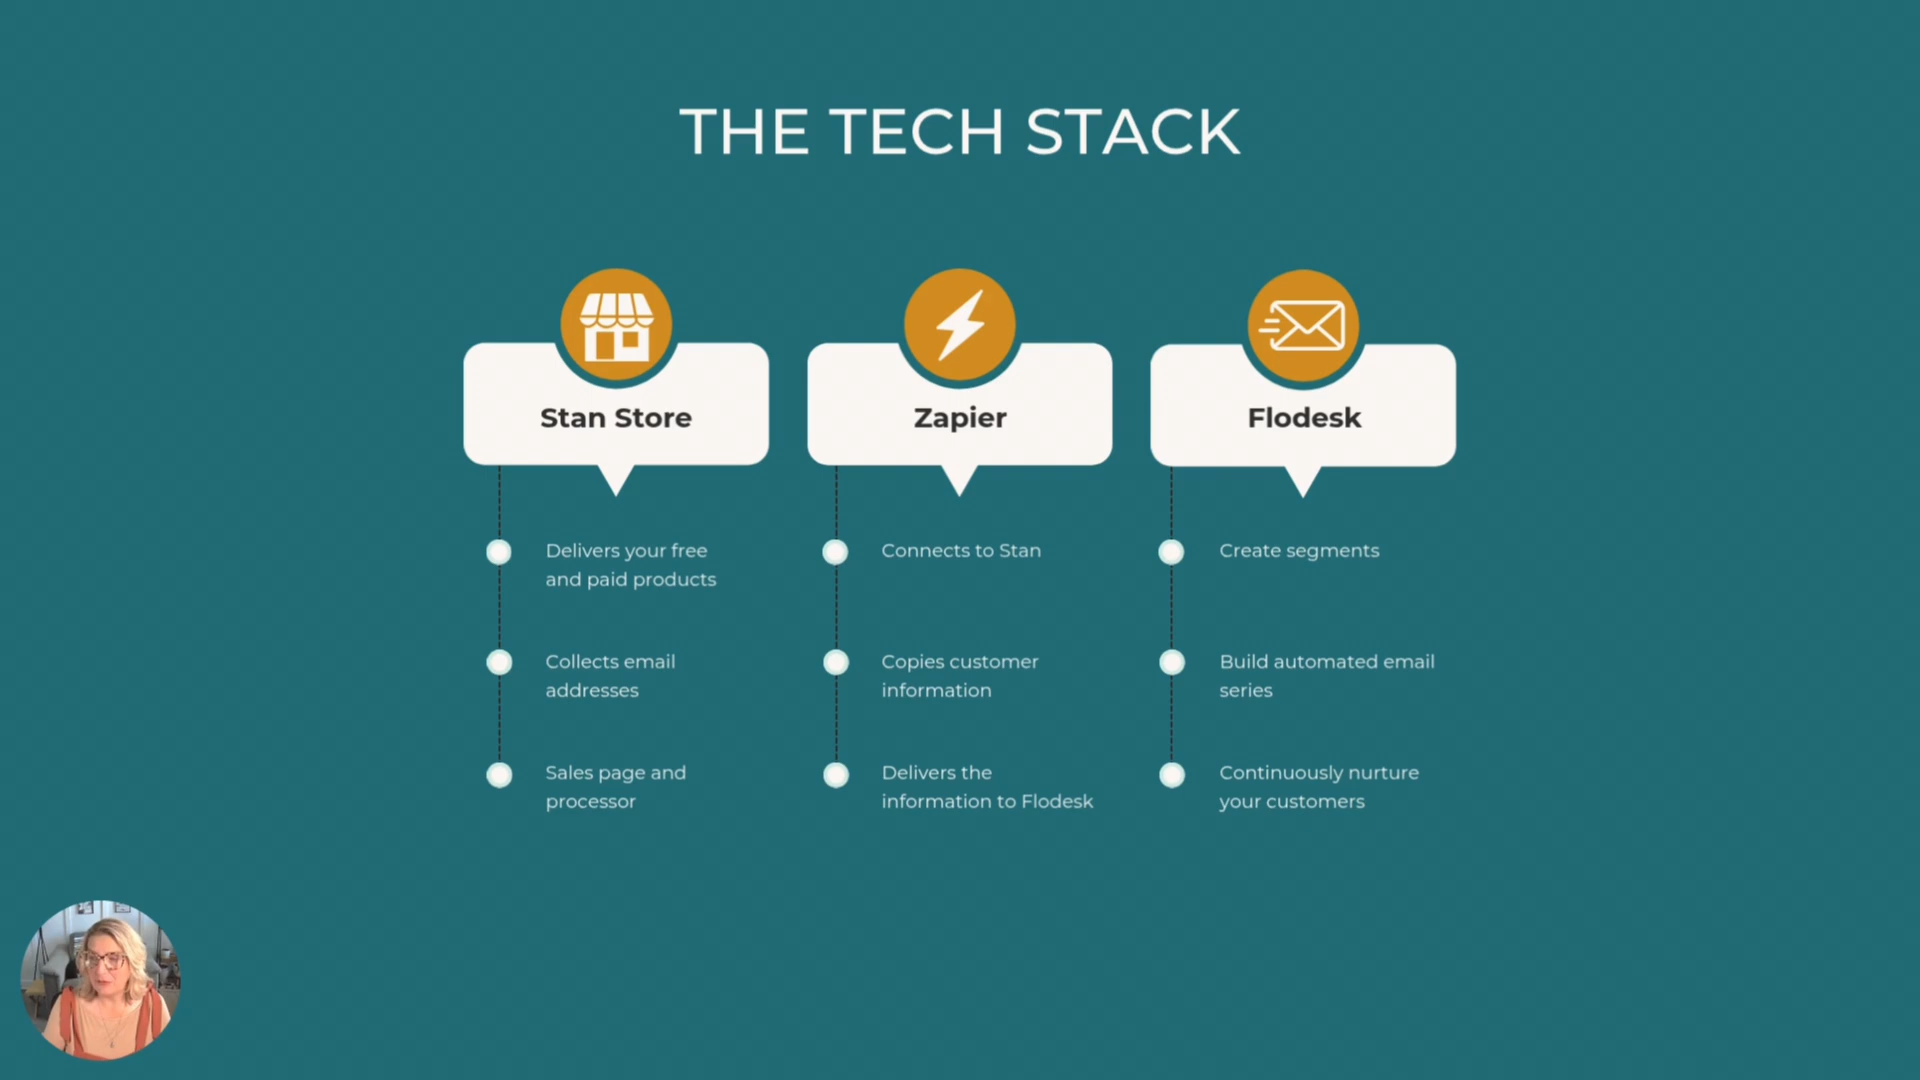 THE TECH STACK
Stan Store
Delivers your free
and paid products
Collects email
addresses
Sales page and
processor
Zapier
Connects to Stan
Copies customer
information
Delivers the
information to Flodesk
Flodesk
Create segments
Build automated email
series
Continuously nurture
your customers